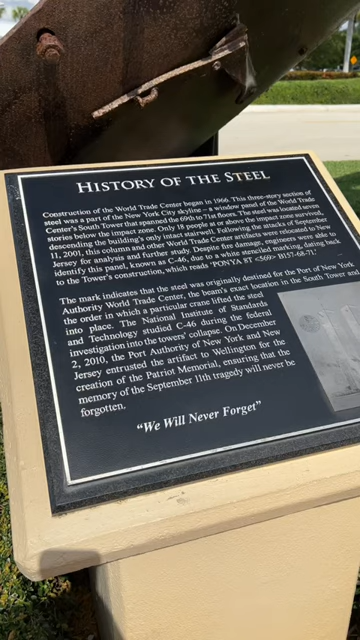 HISTORY OF THE STEEL
Construction of the World Trade Center began in 1966. This three-story section of
steel was a part of the New York City skyline – a window panel of the World Trade
Center's South Tower that spanned the 69th to 71st floors. The steel was located seven
stories below the impact zone. Only 18 people at or above the impact zone survived,
descending the building's only intact stairwell. Following the attacks of September
11, 2001, this column and other World Trade Center artifacts were relocated to New
Jersey for analysis and further study. Despite fire damage, engineers were able to
identify this panel, known as C-46, due to a white stenciled marking, dating back
to the Tower's construction, which reads 'PONYA NY <569> B157-68-71.'
The mark indicates that the steel was originally destined for the Port of New York
Authority World Trade Center, the beam's exact location in the South Tower and
the order in which a particular crane lifted the steel
into place. The National Institute of Standards
and Technology studied C-46 during the federal
investigation into the towers' collapse. On December
2, 2010, the Port Authority of New York and New
Jersey entrusted the artifact to Wellington for the
creation of the Patriot Memorial, ensuring that the
memory of the September 11th tragedy will never be
forgotten.
"We Will Never Forget"